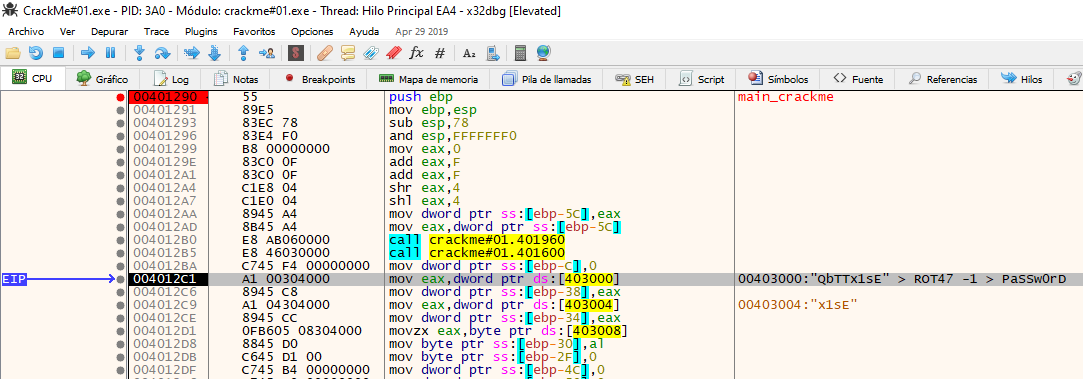 CrackMe#01.exe - PID: 3A0 - Módulo: crackme#01.exe - Thread: Hilo Principal EA4 - x32dbg [Elevated]
Archivo Ver Depurar Trace Plugins Favoritos Opciones Ayuda Apr 29 2019
CPU Gráfico Log Notas Breakpoints Mapa de memoria Pila de llamadas SEH Script Símbolos Fuente Referencias Hilos
00401290 55 push ebp main_crackme
00401291 89E5 mov ebp,esp
00401293 83EC 78 sub esp,78
00401296 83E4 F0 and esp,FFFFFFF0
00401299 B8 00000000 mov eax,0
0040129E 83C0 0F add eax,F
004012A1 83C0 0F add eax,F
004012A4 C1E8 04 shr eax,4
004012A7 C1E0 04 shl eax,4
004012AA 8945 A4 mov dword ptr ss:[ebp-5C],eax
004012AD 8B45 A4 mov eax,dword ptr ss:[ebp-5C]
004012B0 E8 AB060000 call crackme#01.401960
004012B5 E8 46030000 call crackme#01.401600
004012BA C745 F4 00000000 mov dword ptr ss:[ebp-C],0
EIP 004012C1 A1 00304000 mov eax,dword ptr ds:[403000] 00403000:"QbTTx1sE" > ROT47 -1 > PaSSw0rD
004012C6 8945 C8 mov dword ptr ss:[ebp-38],eax
004012C9 A1 04304000 mov eax,dword ptr ds:[403004] 00403004:"x1sE"
004012CE 8945 CC mov dword ptr ss:[ebp-34],eax
004012D1 0FB605 08304000 movzx eax,byte ptr ds:[403008]
004012D8 8845 D0 mov byte ptr ss:[ebp-30],al
004012DB C645 D1 00 mov byte ptr ss:[ebp-2F],0
004012DF C745 B4 00000000 mov dword ptr ss:[ebp-4C],0